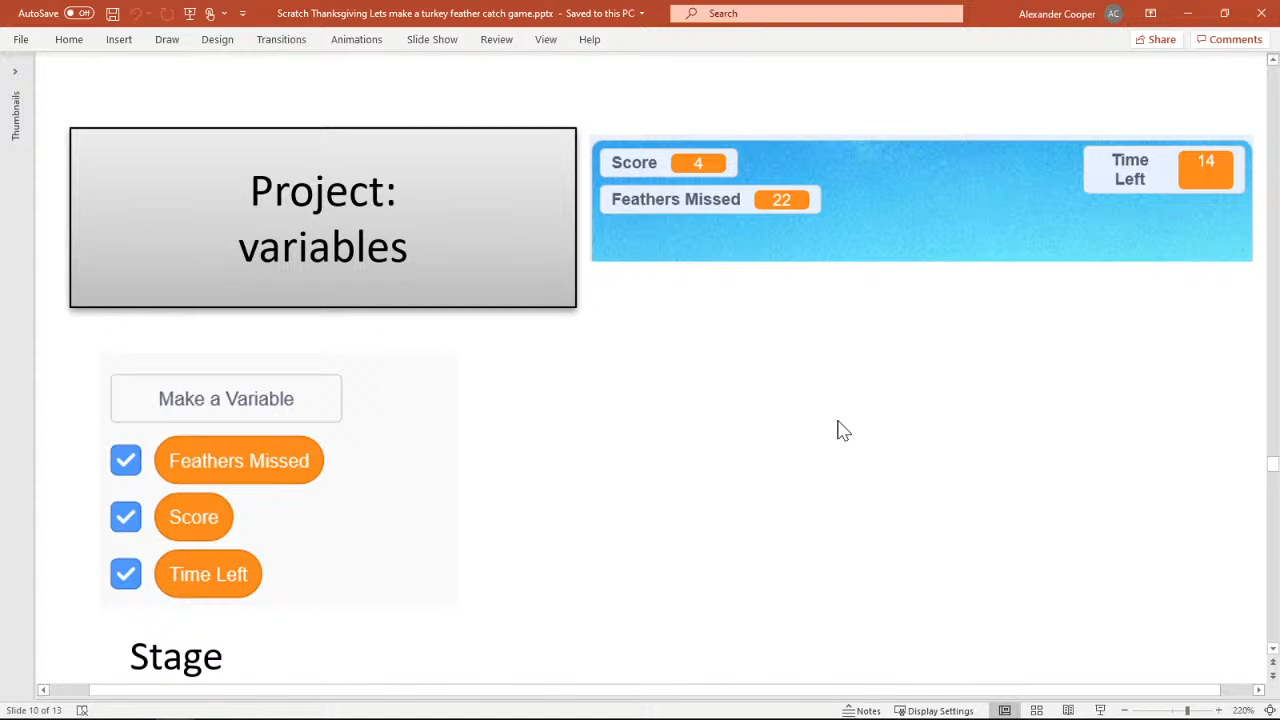 AutoSave Off
Scratch Thanksgiving Lets make a turkey feather catch game.pptx - Saved to this PC
Search
Alexander Cooper AC
File Home Insert Draw Design Transitions Animations Slide Show Review View Help
Share Comments
Thumbnails
Project:
variables
Score 4
Feathers Missed 22
Time
Left
14
Make a Variable
Feathers Missed
Score
Time Left
Stage
Slide 10 of 13
Notes
Display Settings
220%